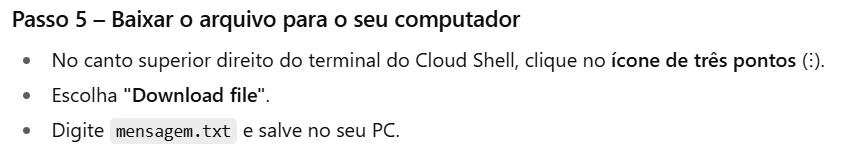 Passo 5 – Baixar o arquivo para o seu computador
• No canto superior direito do terminal do Cloud Shell, clique no ícone de três pontos (⋮).
• Escolha "Download file".
• Digite mensagem.txt e salve no seu PC.